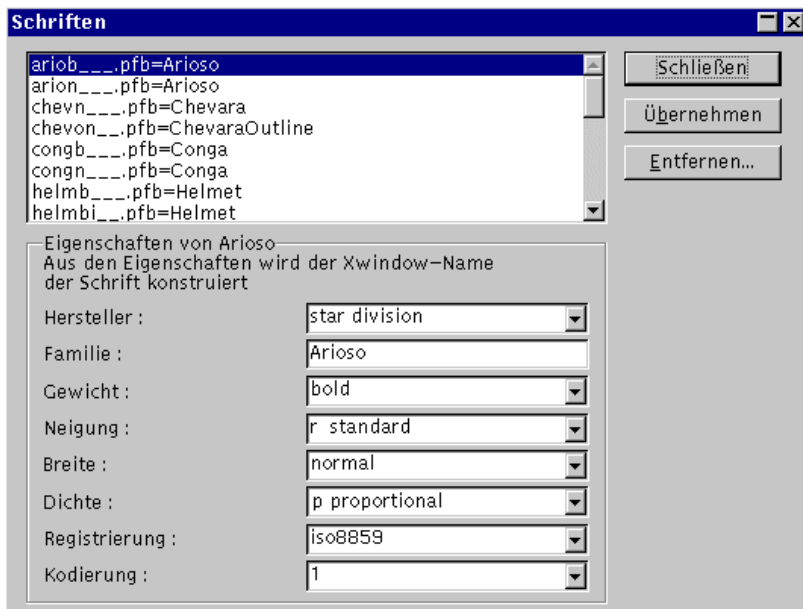 Schriften
ariob___.pfb=Arioso
arion___.pfb=Arioso
chevn___.pfb=Chevara
chevon__.pfb=ChevaraOutline
congb___.pfb=Conga
congn___.pfb=Conga
helmb___.pfb=Helmet
helmbi__.pfb=Helmet
Schließen
Übernehmen
Entfernen...
Eigenschaften von Arioso
Aus den Eigenschaften wird der Xwindow-Name
der Schrift konstruiert
Hersteller : star division
Familie : Arioso
Gewicht : bold
Neigung : r standard
Breite : normal
Dichte : p proportional
Registrierung : iso8859
Kodierung : 1